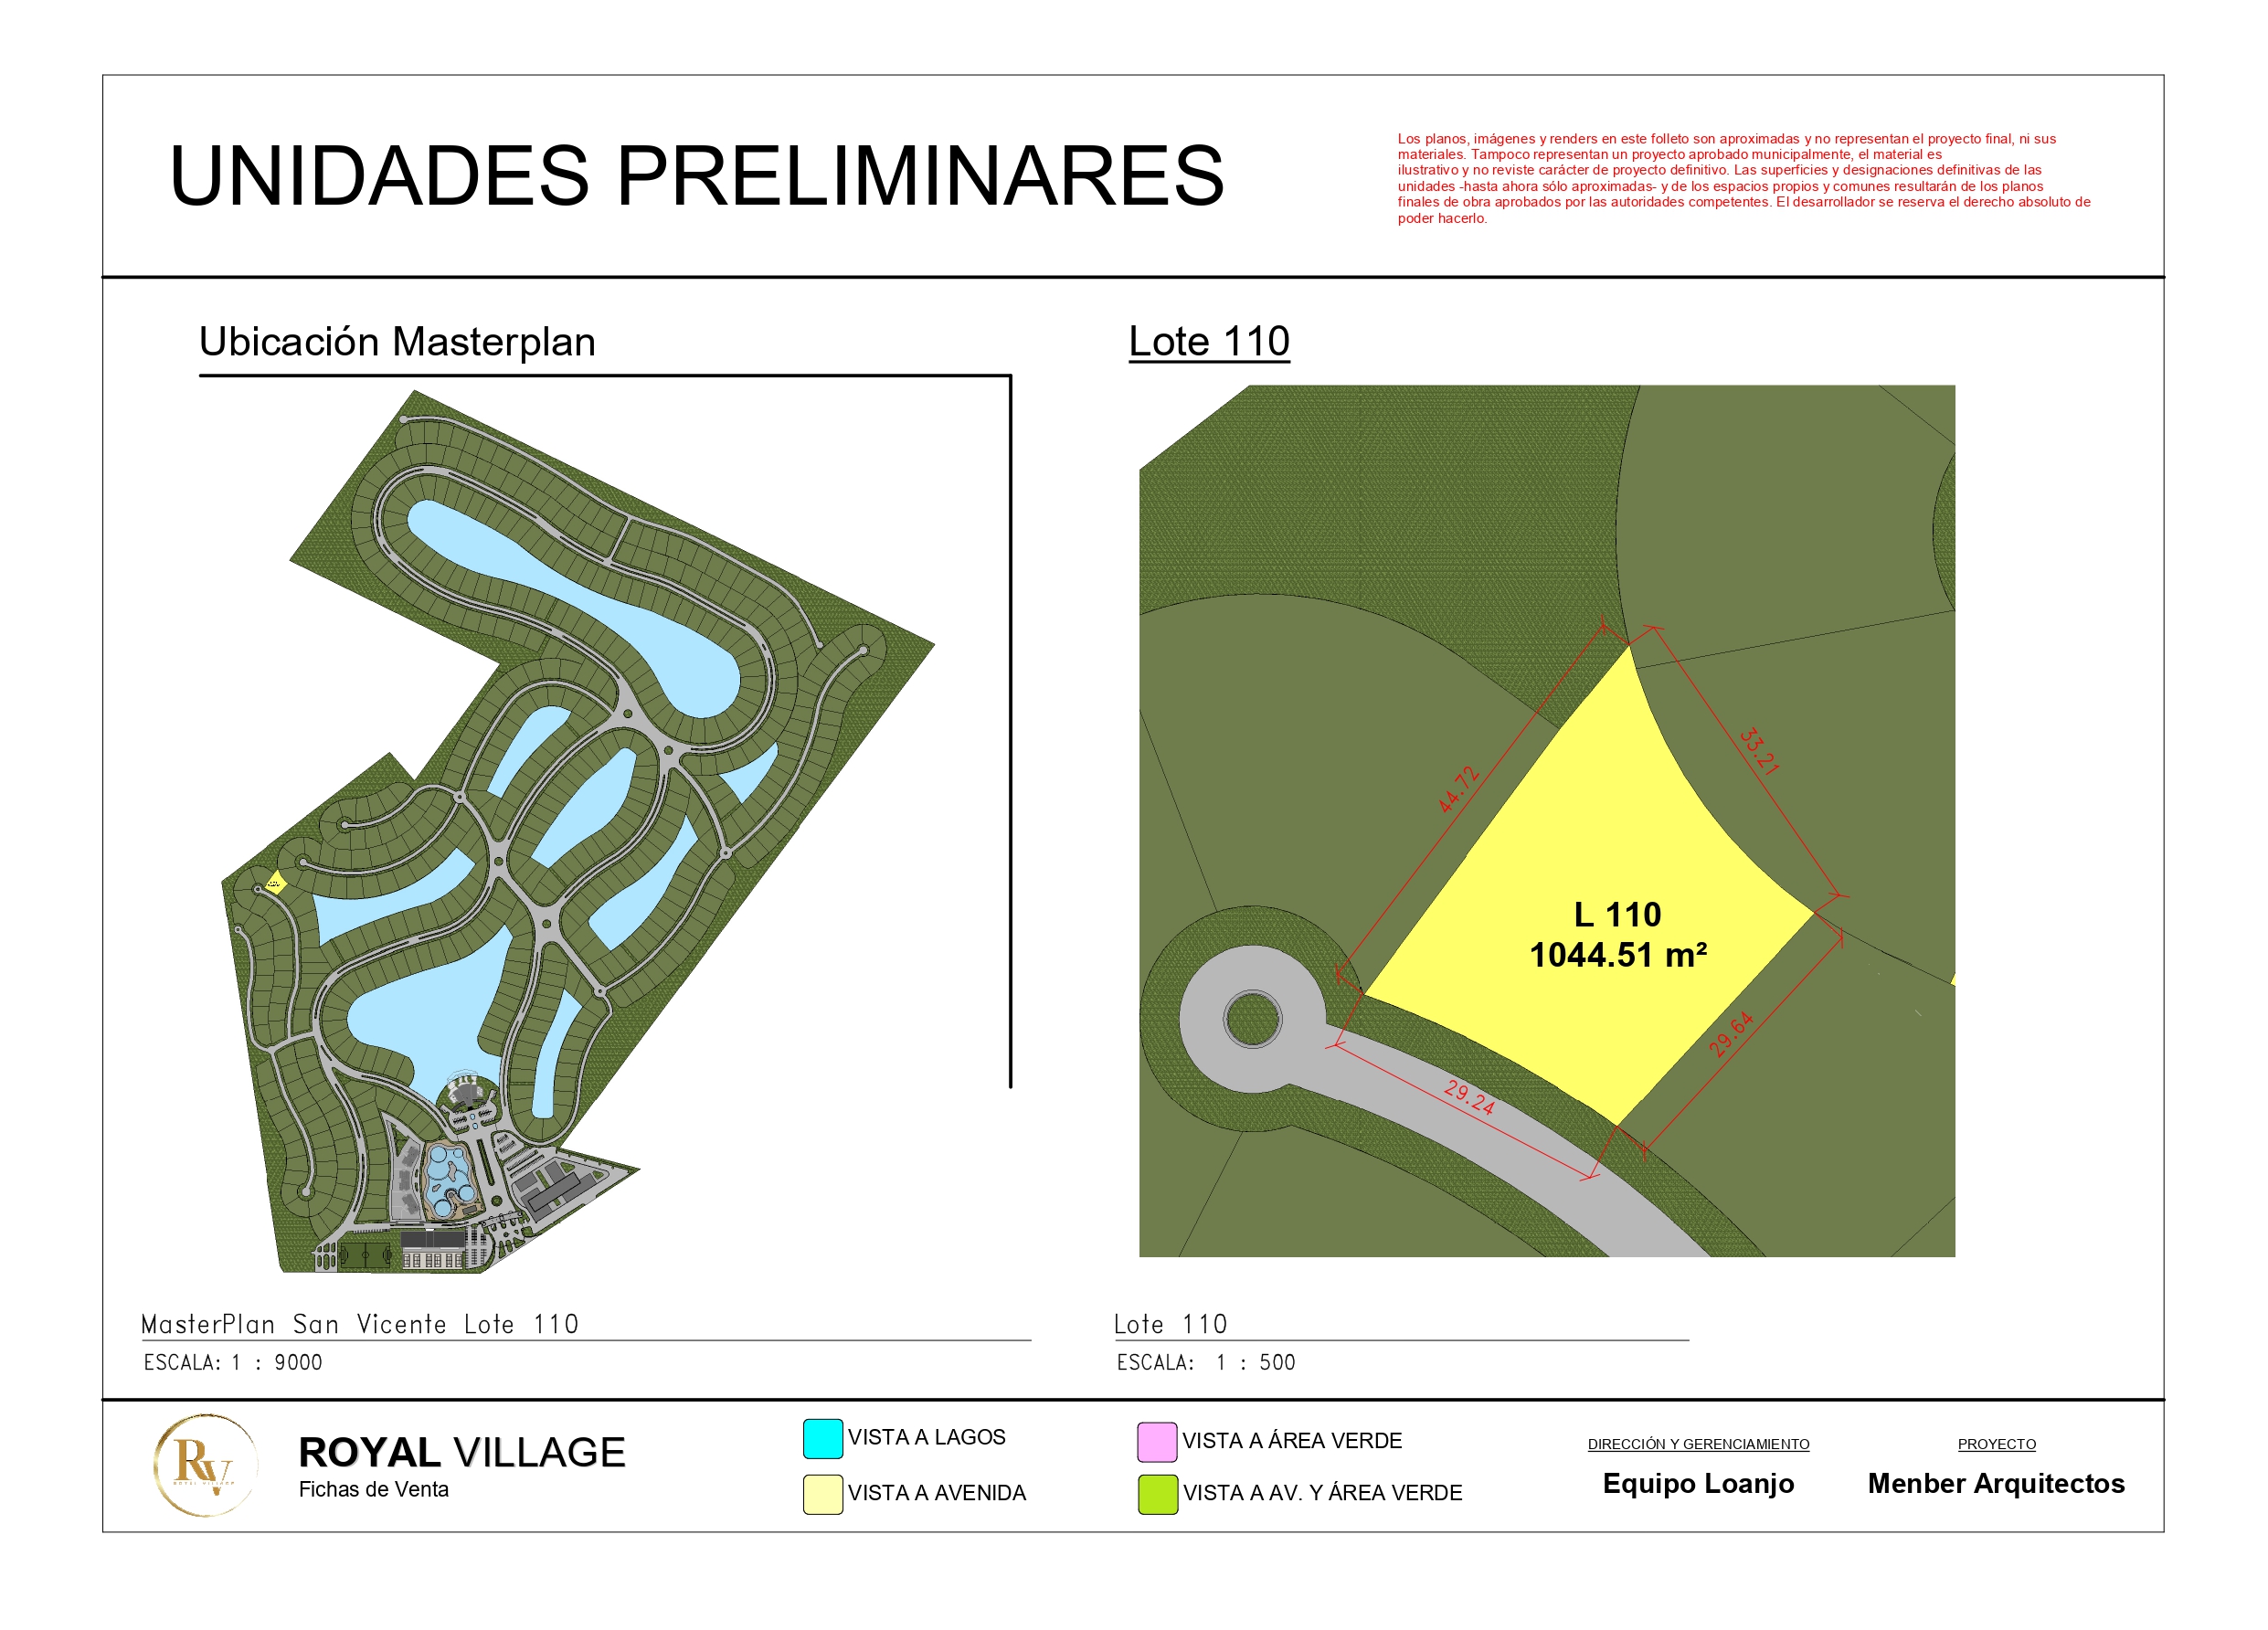 UNIDADES PRELIMINARES
Los planos, imágenes y renders en este folleto son aproximadas y no representan el proyecto final, ni sus
materiales. Tampoco representan un proyecto aprobado municipalmente, el material es
ilustrativo y no reviste carácter de proyecto definitivo. Las superficies y designaciones definitivas de las
unidades -hasta ahora sólo aproximadas- y de los espacios propios y comunes resultarán de los planos
finales de obra aprobados por las autoridades competentes. El desarrollador se reserva el derecho absoluto de
poder hacerlo.
Ubicación Masterplan
Lote 110
44.72
33.21
L 110
1044.51 m²
29.64
29.24
MasterPlan San Vicente Lote 110
ESCALA: 1 : 9000
Lote 110
ESCALA: 1 : 500
RV
ROYAL VILLAGE
ROYAL VILLAGE
Fichas de Venta
VISTA A LAGOS
VISTA A AVENIDA
VISTA A ÁREA VERDE
VISTA A AV. Y ÁREA VERDE
DIRECCIÓN Y GERENCIAMIENTO
Equipo Loanjo
PROYECTO
Menber Arquitectos